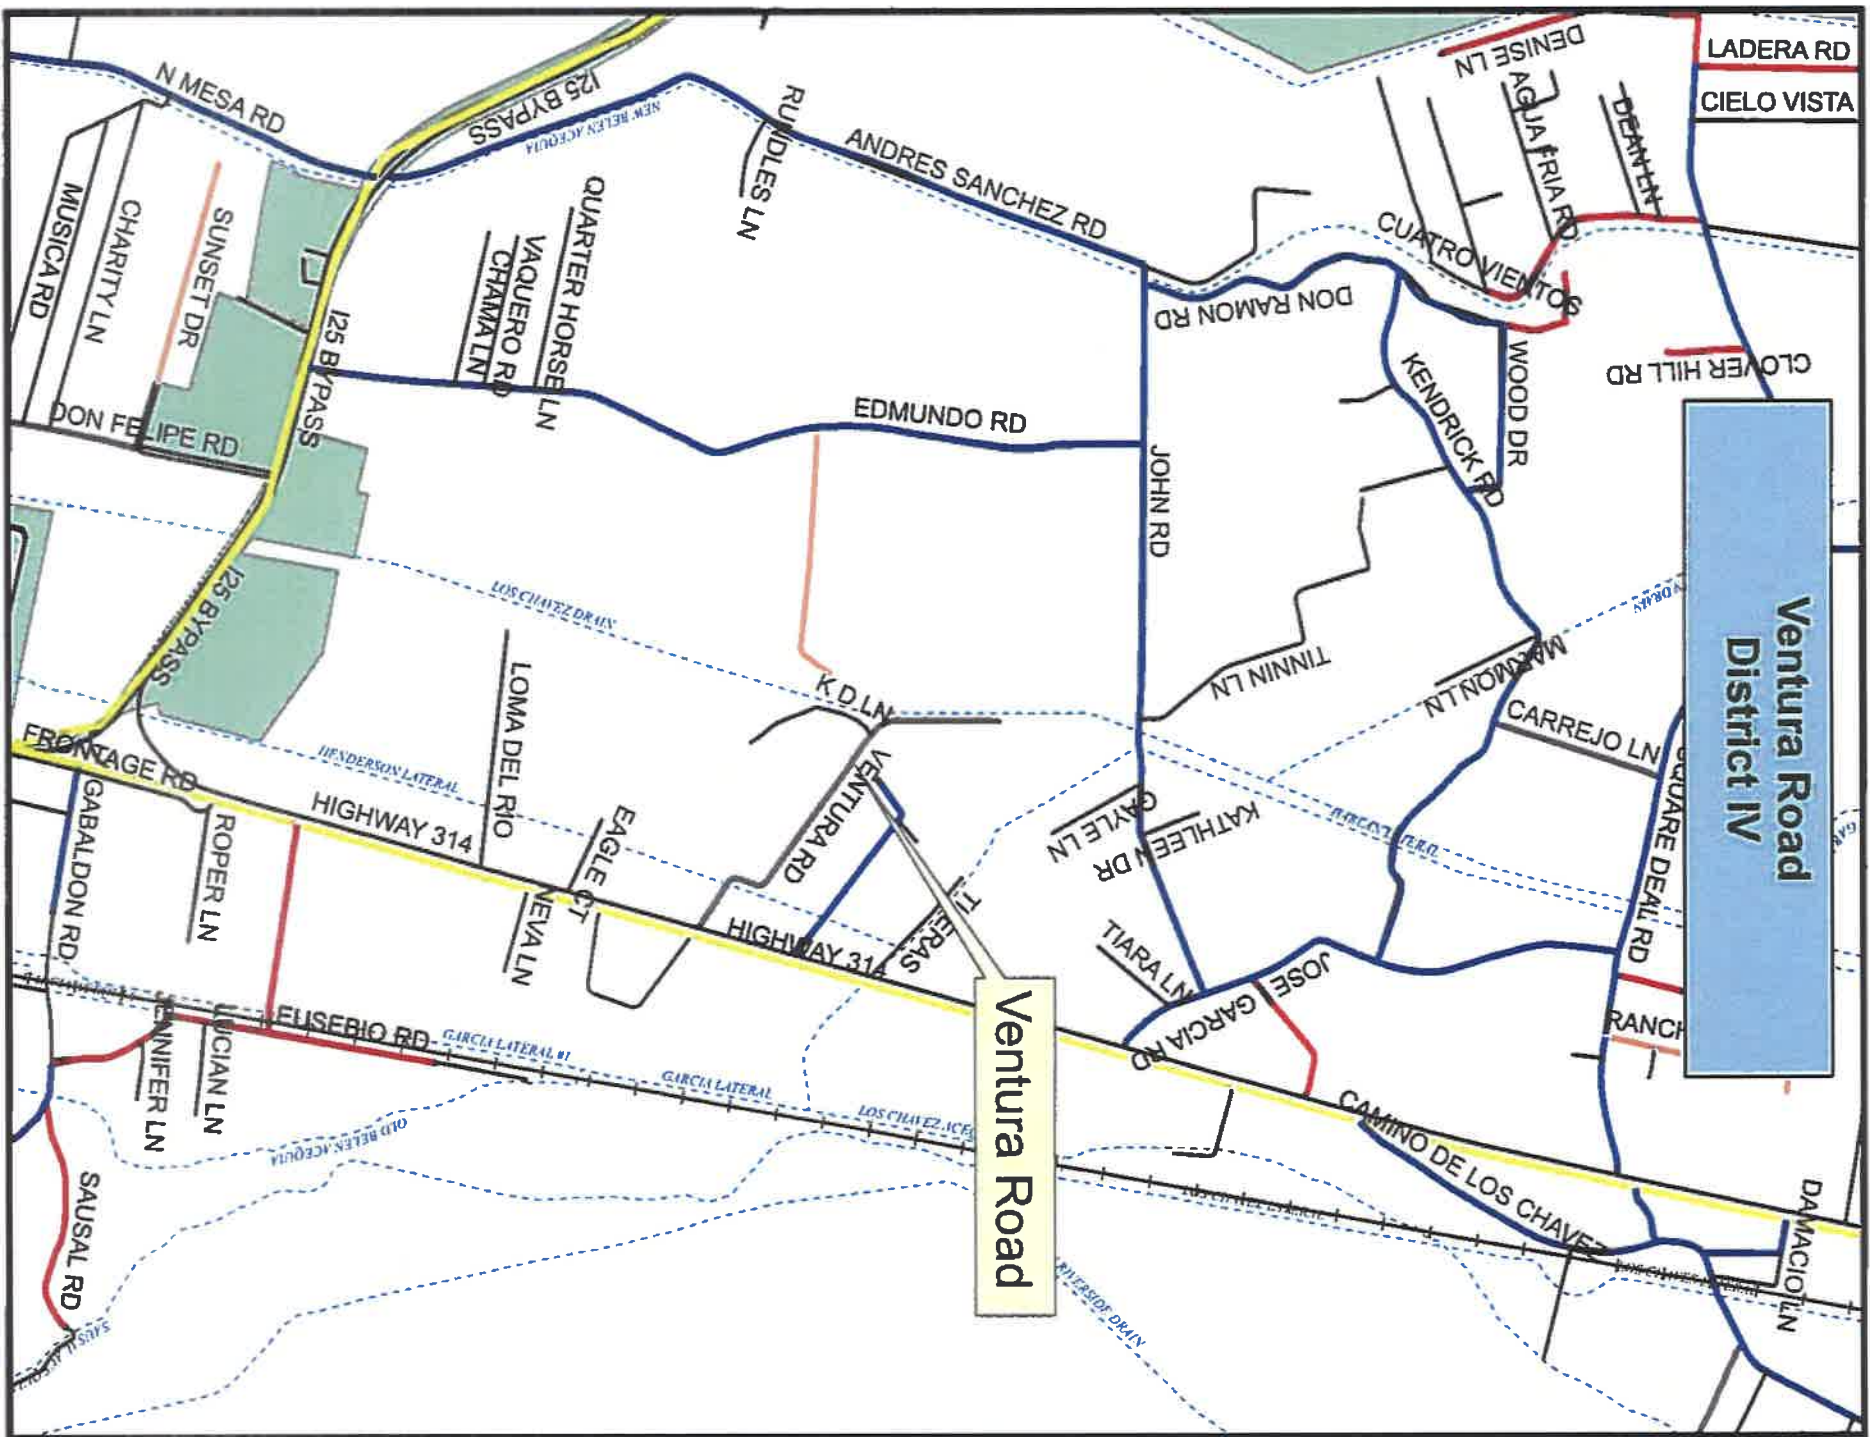 Ventura Road
District IV
Ventura Road
LADERA RD
CIELO VISTA
DENISE LN
AGUA FRIA RD
DEAN LN
N MESA RD
I25 BYPASS
NEW BELEN ACEQUIA
RUNDLES LN
ANDRES SANCHEZ RD
CUATRO VIENTOS
DON RAMON RD
MUSICA RD
CHARITY LN
SUNSET DR
QUARTER HORSE LN
VAQUERO RD
CHAMA LN
I25 BYPASS
DON FELIPE RD
EDMUNDO RD
JOHN RD
KENDRICK RD
WOOD DR
CLOVER HILL RD
I25 BYPASS
LOS CHAVEZ DRAIN
TINNIN LN
MARMON LN
CARREJO LN
SQUARE DEAL RD
K D LN
VENTURA RD
LOMA DEL RIO
HENDERSON LATERAL
FRONTAGE RD
HIGHWAY 314
EAGLE CT
NEVA LN
ROPER LN
GABALDON RD
HIGHWAY 314
GAYLE LN
KATHLEEN DR
TIARA LN
JOSE GARCIA RD
RANCH
EUSEBIO RD
GARCIA LATERAL #1
GARCIA LATERAL
LUCIAN LN
JENNIFER LN
OLD BELEN ACEQUIA
SAUSAL RD
CAMINO DE LOS CHAVEZ
DAMACIO LN
RIVERSIDE DRAIN